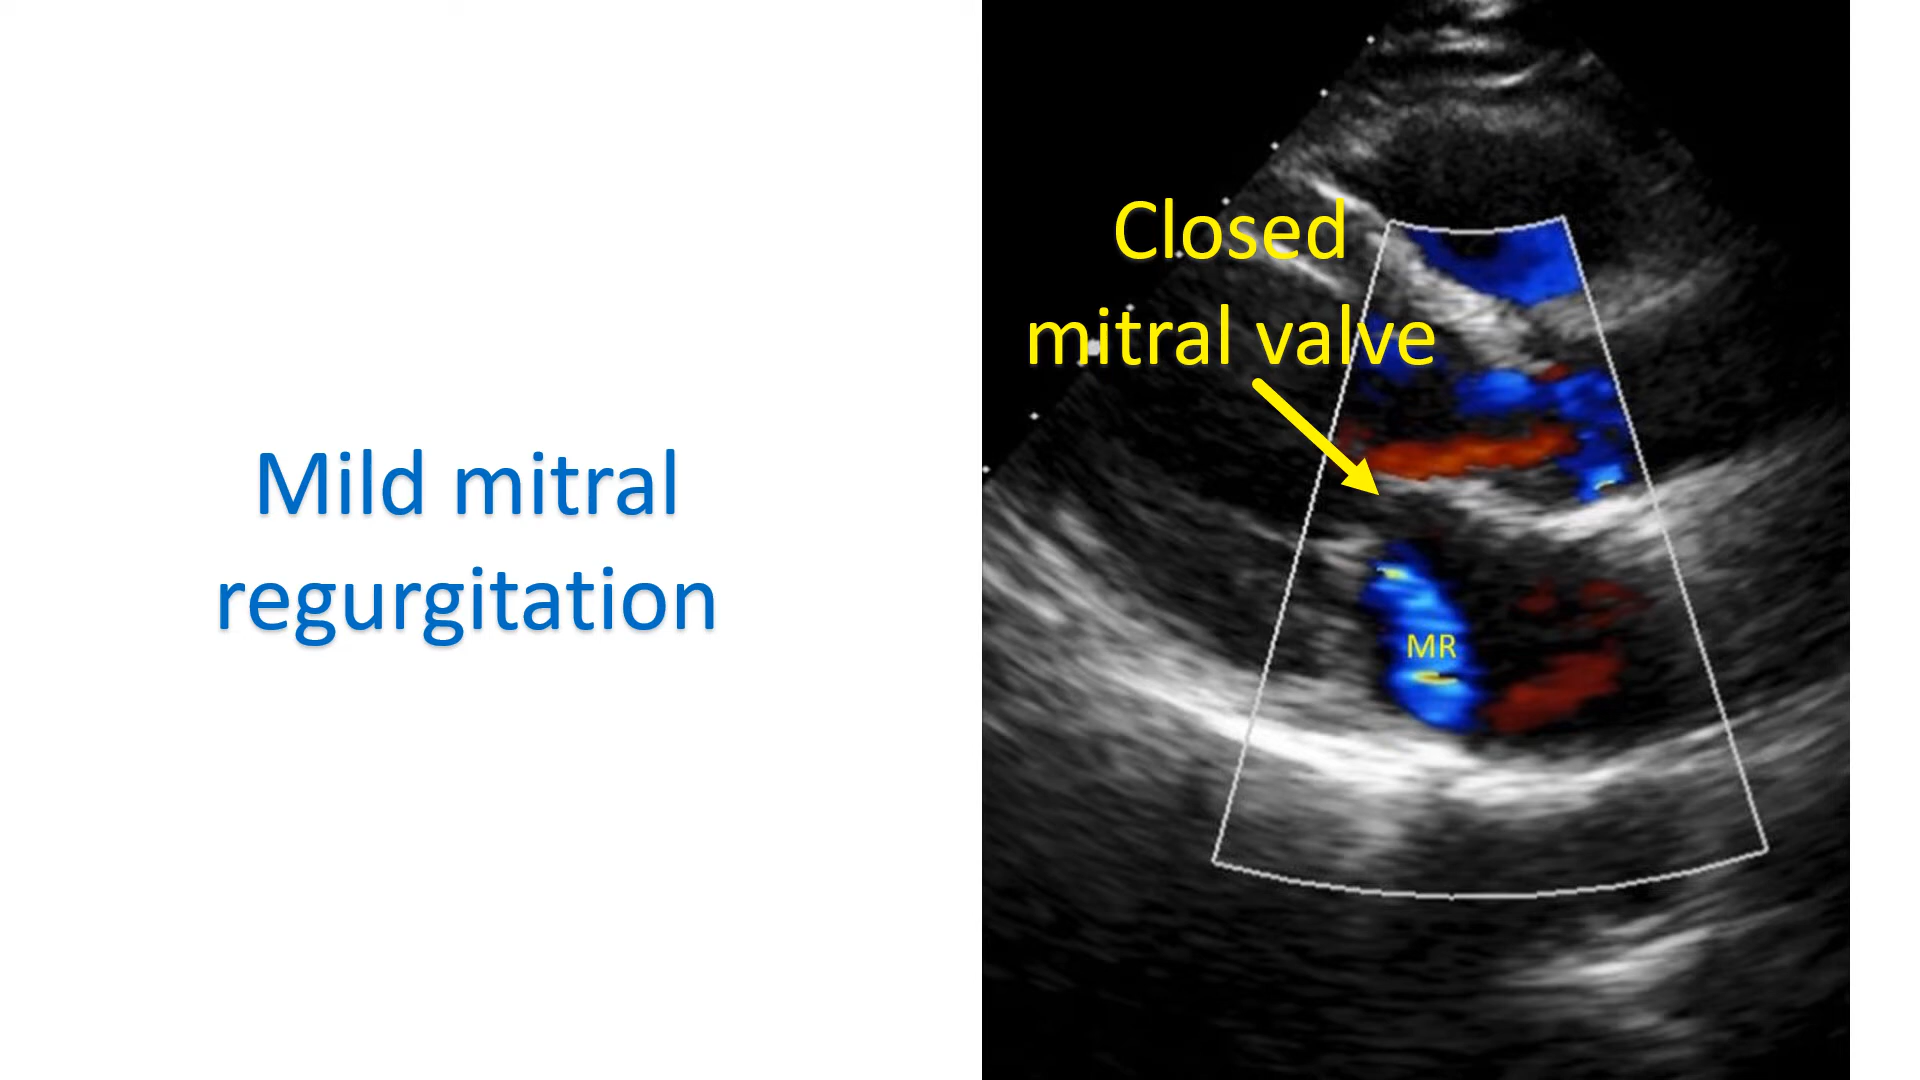 Mild mitral
regurgitation
Closed
mitral valve
MR